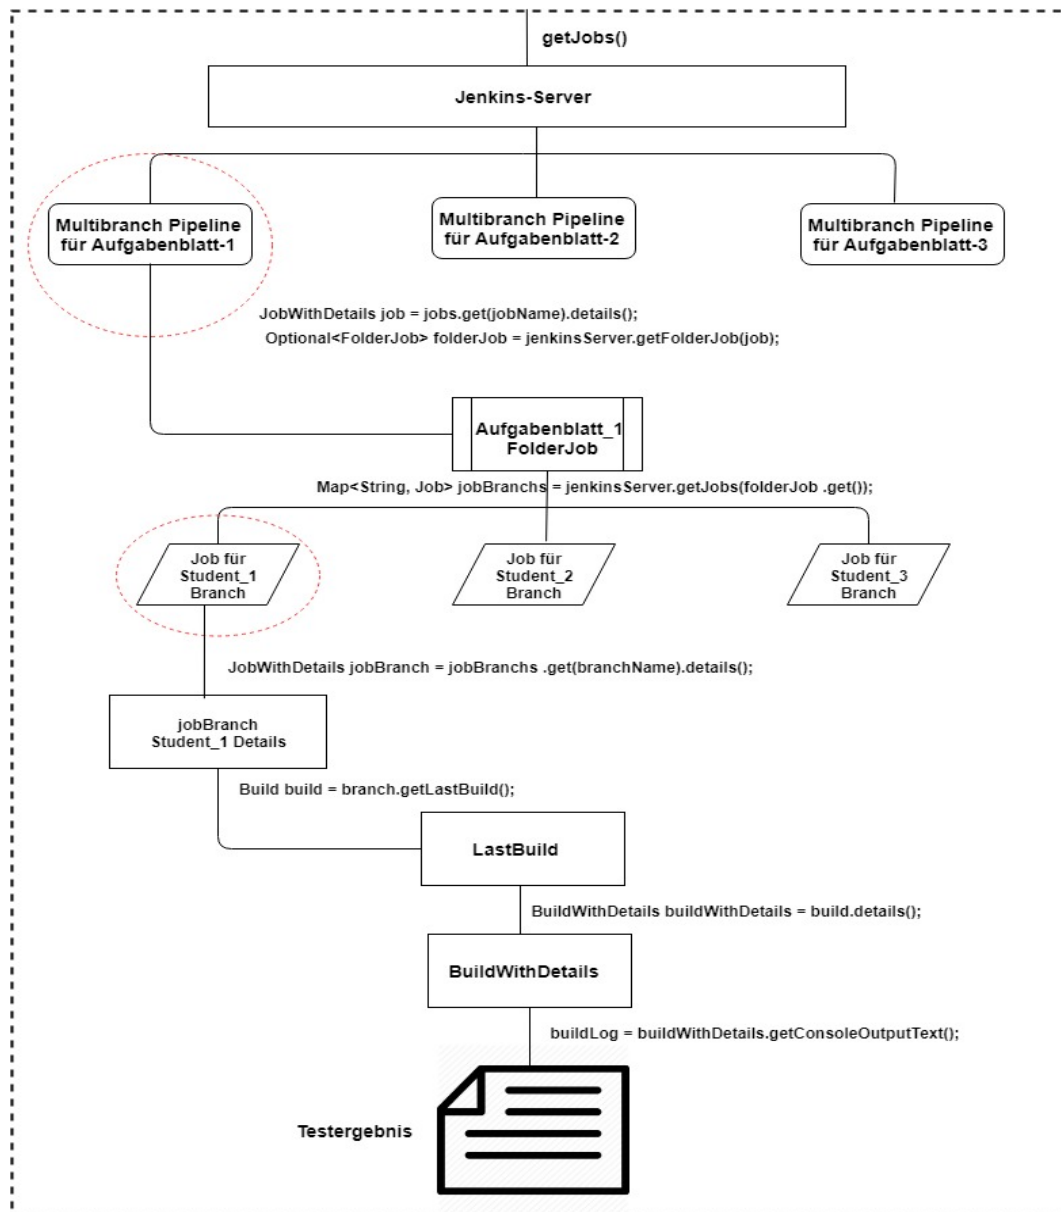 getJobs()
Jenkins-Server
Multibranch Pipeline
für Aufgabenblatt-1
Multibranch Pipeline
für Aufgabenblatt-2
Multibranch Pipeline
für Aufgabenblatt-3
JobWithDetails job = jobs.get(jobName).details();
Optional<FolderJob> folderJob = jenkinsServer.getFolderJob(job);
Aufgabenblatt_1
FolderJob
Map<String, Job> jobBranchs = jenkinsServer.getJobs(folderJob .get());
Job für
Student_1
Branch
Job für
Student_2
Branch
Job für
Student_3
Branch
JobWithDetails jobBranch = jobBranchs .get(branchName).details();
jobBranch
Student_1 Details
Build build = branch.getLastBuild();
LastBuild
BuildWithDetails buildWithDetails = build.details();
BuildWithDetails
buildLog = buildWithDetails.getConsoleOutputText();
Testergebnis